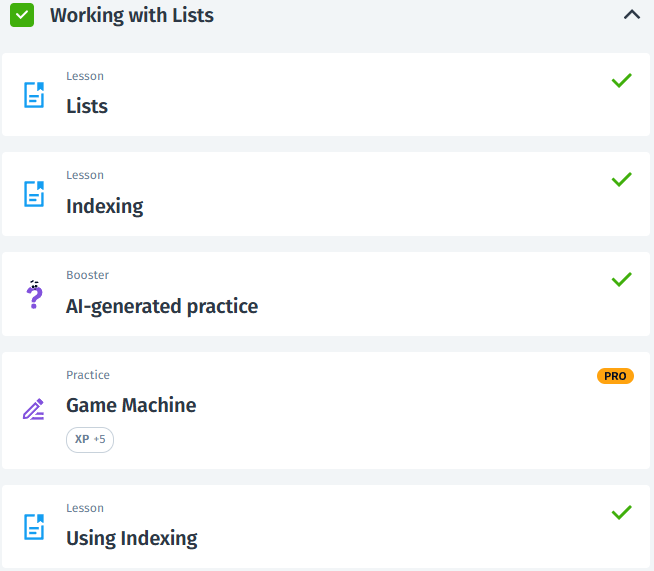 Working with Lists
Lesson
Lists
Lesson
Indexing
Booster
AI-generated practice
Practice
PRO
Game Machine
XP +5
Lesson
Using Indexing